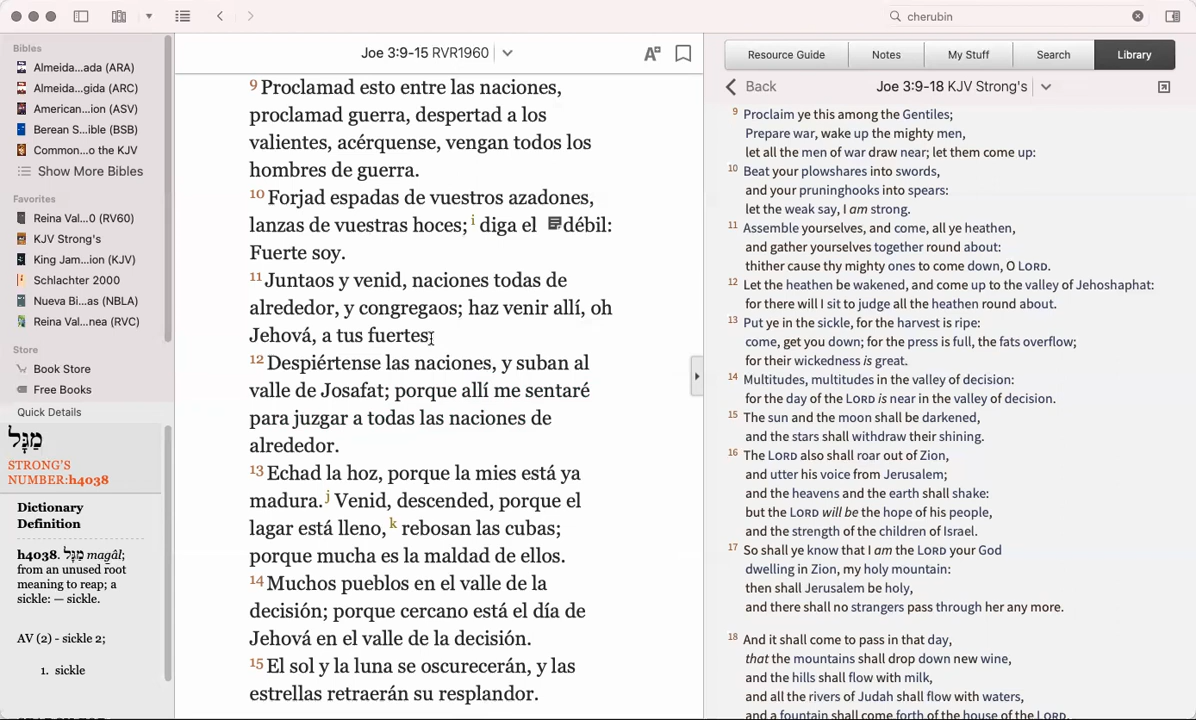 cherubin
Bibles
Almeida...ada (ARA)
Almeida...gida (ARC)
American...ion (ASV)
Berean S...ible (BSB)
Common...o the KJV
Show More Bibles
Favorites
Reina Val...0 (RV60)
KJV Strong's
King Jam...ion (KJV)
Schlachter 2000
Nueva Bi...as (NBLA)
Reina Val...nea (RVC)
Store
Book Store
Free Books
Quick Details
מַגָּל
STRONG'S
NUMBER:h4038
Dictionary
Definition
h4038. מַגָּל magâl;
from an unused root
meaning to reap; a
sickle: — sickle.
AV (2) - sickle 2;
1. sickle
Joe 3:9-15 RVR1960
9 Proclamad esto entre las naciones,
proclamad guerra, despertad a los
valientes, acérquense, vengan todos los
hombres de guerra.
10 Forjad espadas de vuestros azadones,
lanzas de vuestras hoces; i diga el débil:
Fuerte soy.
11 Juntaos y venid, naciones todas de
alrededor, y congregaos; haz venir allí, oh
Jehová, a tus fuertes.
12 Despiértense las naciones, y suban al
valle de Josafat; porque allí me sentaré
para juzgar a todas las naciones de
alrededor.
13 Echad la hoz, porque la mies está ya
madura. j Venid, descended, porque el
lagar está lleno, k rebosan las cubas;
porque mucha es la maldad de ellos.
14 Muchos pueblos en el valle de la
decisión; porque cercano está el día de
Jehová en el valle de la decisión.
15 El sol y la luna se oscurecerán, y las
estrellas retraerán su resplandor.
Resource Guide
Notes
My Stuff
Search
Library
Back
Joe 3:9-18 KJV Strong's
9 Proclaim ye this among the Gentiles;
Prepare war, wake up the mighty men,
let all the men of war draw near; let them come up:
10 Beat your plowshares into swords,
and your pruninghooks into spears:
let the weak say, I am strong.
11 Assemble yourselves, and come, all ye heathen,
and gather yourselves together round about:
thither cause thy mighty ones to come down, O LORD.
12 Let the heathen be wakened, and come up to the valley of Jehoshaphat:
for there will I sit to judge all the heathen round about.
13 Put ye in the sickle, for the harvest is ripe:
come, get you down; for the press is full, the fats overflow;
for their wickedness is great.
14 Multitudes, multitudes in the valley of decision:
for the day of the LORD is near in the valley of decision.
15 The sun and the moon shall be darkened,
and the stars shall withdraw their shining.
16 The LORD also shall roar out of Zion,
and utter his voice from Jerusalem;
and the heavens and the earth shall shake:
but the LORD will be the hope of his people,
and the strength of the children of Israel.
17 So shall ye know that I am the LORD your God
dwelling in Zion, my holy mountain:
then shall Jerusalem be holy,
and there shall no strangers pass through her any more.
18 And it shall come to pass in that day,
that the mountains shall drop down new wine,
and the hills shall flow with milk,
and all the rivers of Judah shall flow with waters,
and a fountain shall come forth of the house of the LORD,